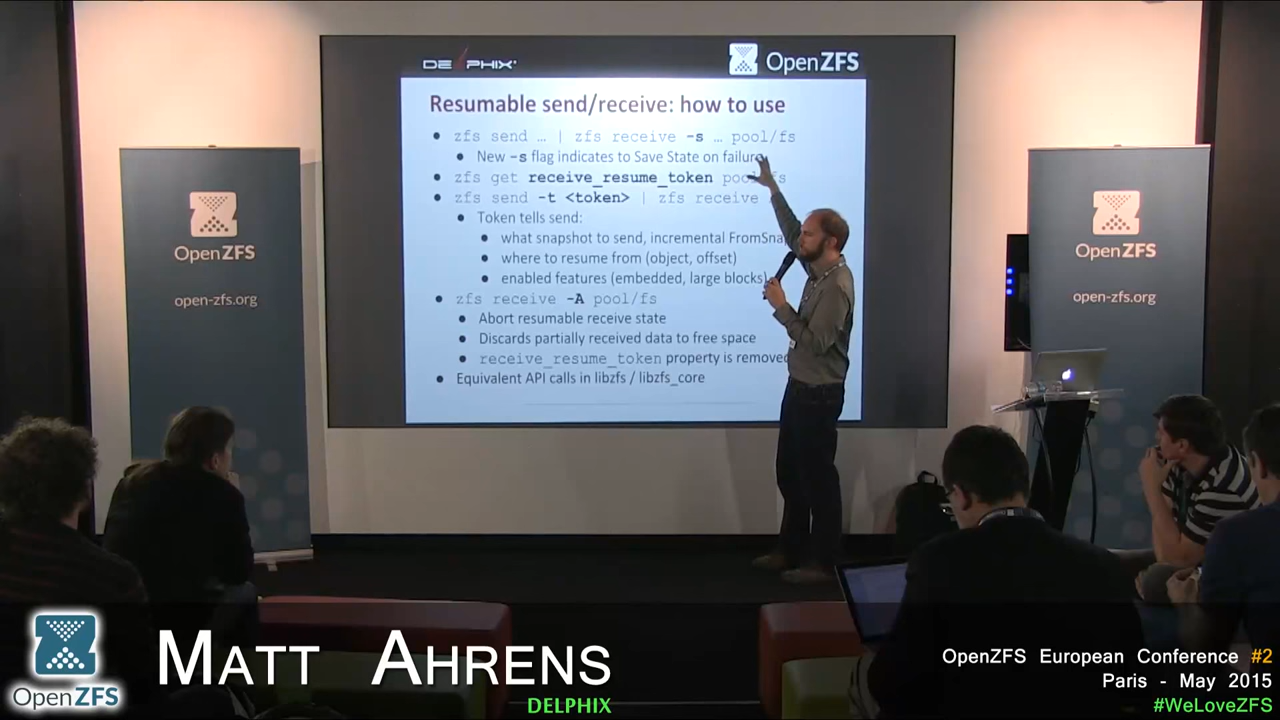 DELPHIX
OpenZFS
Resumable send/receive: how to use
zfs send … | zfs receive -s … pool/fs
New -s flag indicates to Save State on failure
zfs get receive_resume_token pool/fs
zfs send -t <token> | zfs receive
Token tells send:
what snapshot to send, incremental FromSna
where to resume from (object, offset)
enabled features (embedded, large blocks)
zfs receive -A pool/fs
Abort resumable receive state
Discards partially received data to free space
receive_resume_token property is removed
Equivalent API calls in libzfs / libzfs_core
OpenZFS
open-zfs.org
OpenZFS
open-zfs.org
OpenZFS
Matt Ahrens
DELPHIX
OpenZFS European Conference #2
Paris - May 2015
#WeLoveZFS